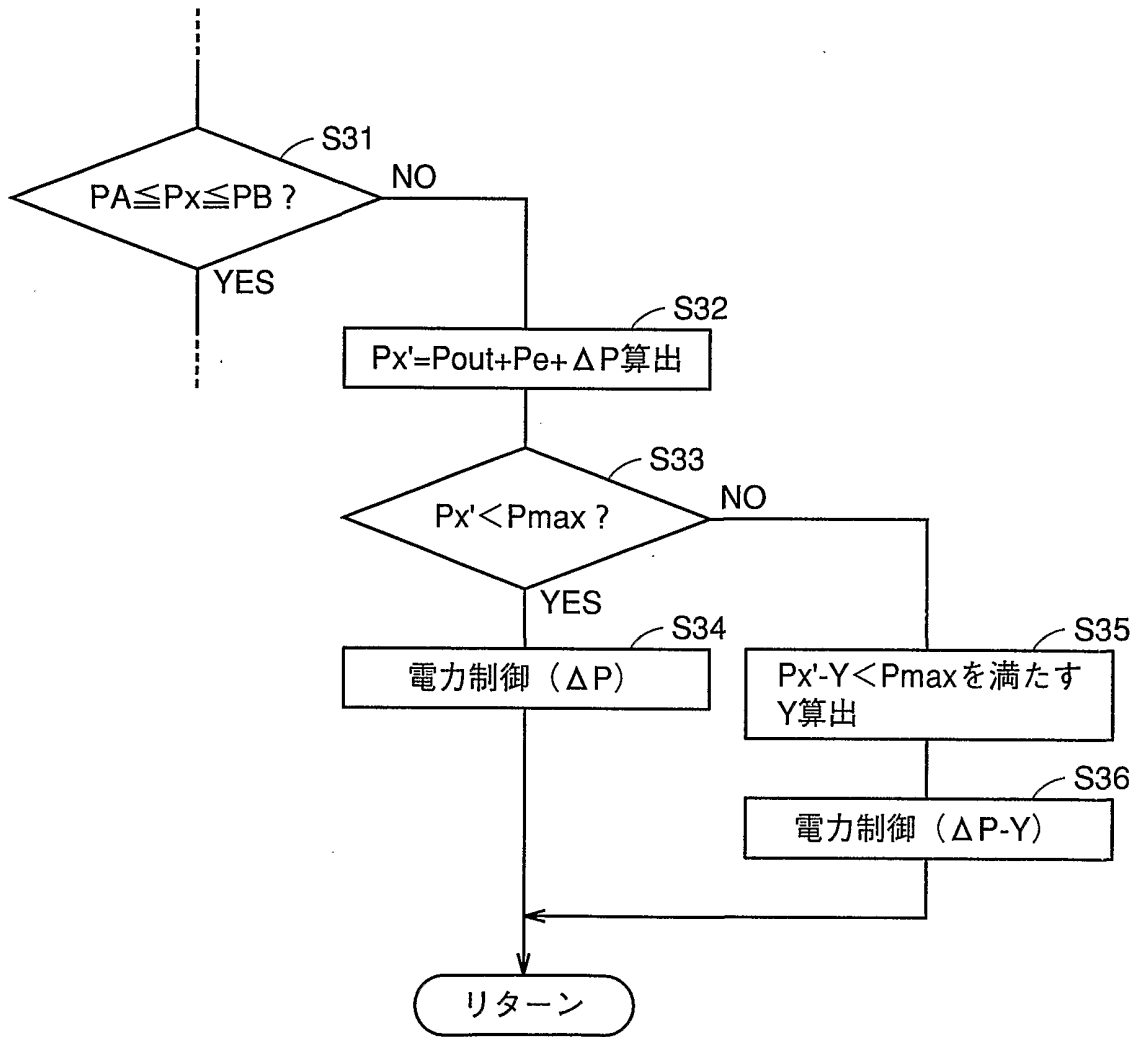 S31
PA≦Px≦PB?
NO
YES
S32
Px'=Pout+Pe+ΔP算出
S33
Px'<Pmax?
NO
YES
S34
電力制御(ΔP)
S35
Px'-Y<Pmaxを満たす
Y算出
S36
電力制御(ΔP-Y)
リターン